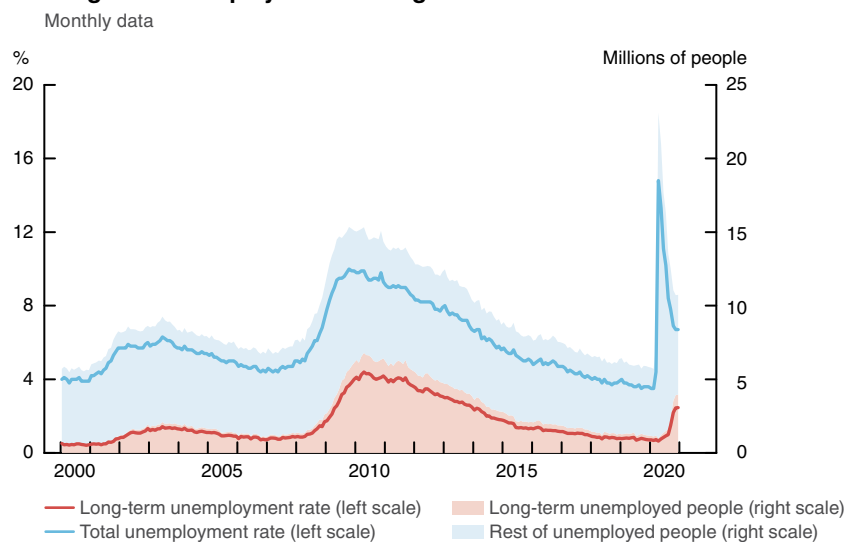 Monthly data
% Millions of people
20 25
16 20
12 15
8 10
4 5
0 0
2000 2005 2010 2015 2020
Long-term unemployment rate (left scale) Long-term unemployed people (right scale)
Total unemployment rate (left scale) Rest of unemployed people (right scale)